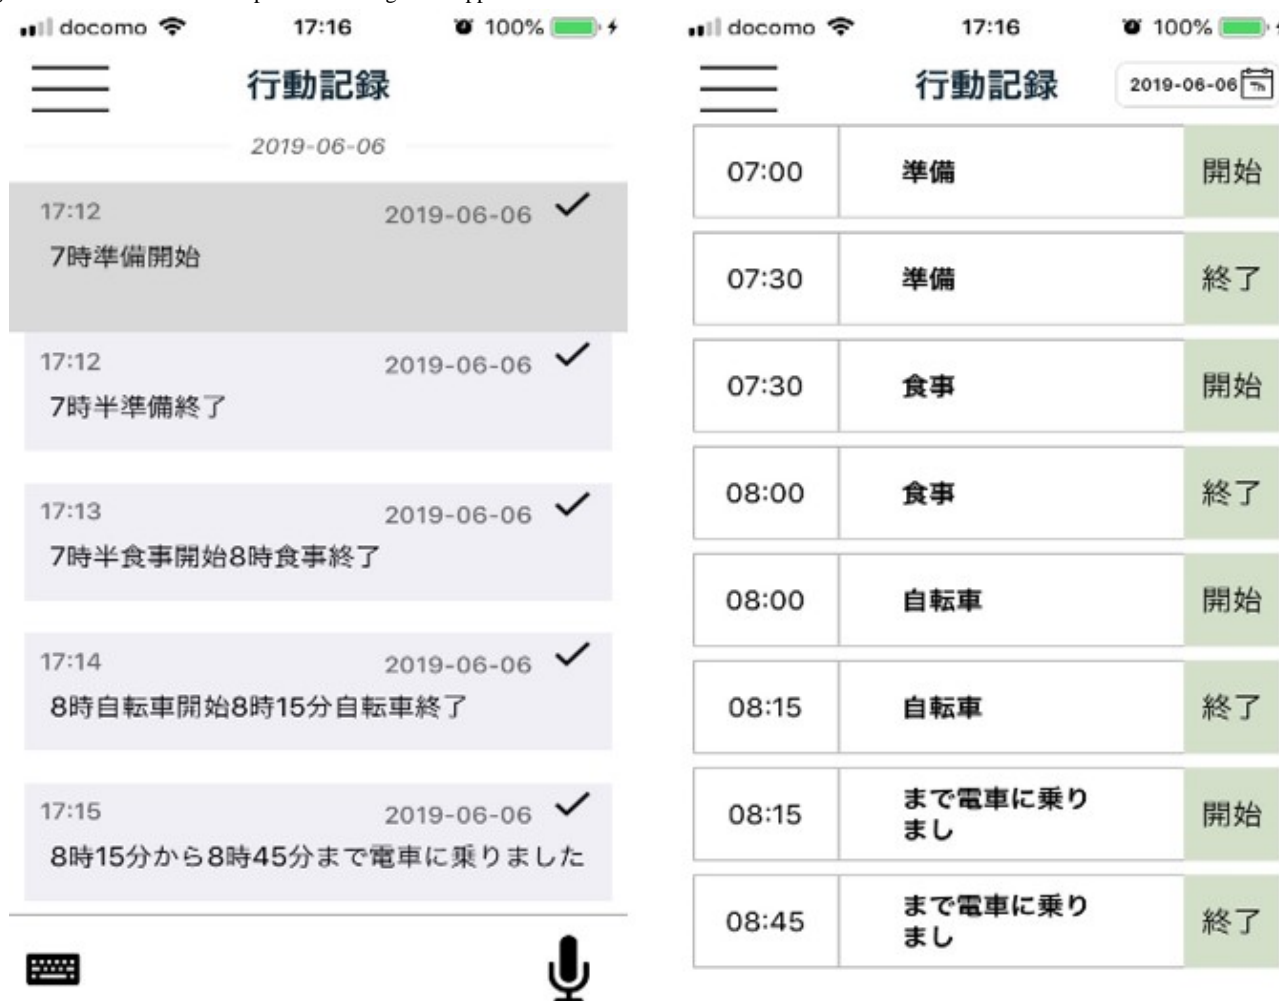 docomo 17:16 100%
行動記録
2019-06-06
17:12 2019-06-06
7時準備開始
17:12 2019-06-06
7時半準備終了
17:13 2019-06-06
7時半食事開始8時食事終了
17:14 2019-06-06
8時自転車開始8時15分自転車終了
17:15 2019-06-06
8時15分から8時45分まで電車に乗りました
docomo 17:16 100%
行動記録 2019-06-06
07:00 準備 開始
07:30 準備 終了
07:30 食事 開始
08:00 食事 終了
08:00 自転車 開始
08:15 自転車 終了
08:15 まで電車に乗り 開始
まし
08:45 まで電車に乗り 終了
まし